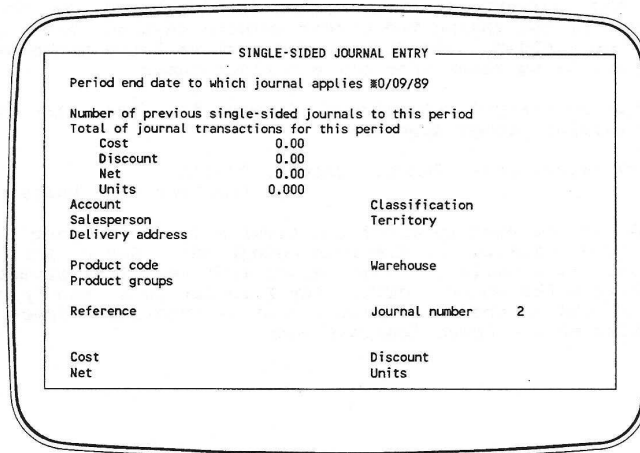 SINGLE-SIDED JOURNAL ENTRY
Period end date to which journal applies ※0/09/89
Number of previous single-sided journals to this period
Total of journal transactions for this period
Cost 0.00
Discount 0.00
Net 0.00
Units 0.000
Account Classification
Salesperson Territory
Delivery address
Product code Warehouse
Product groups
Reference Journal number 2
Cost Discount
Net Units